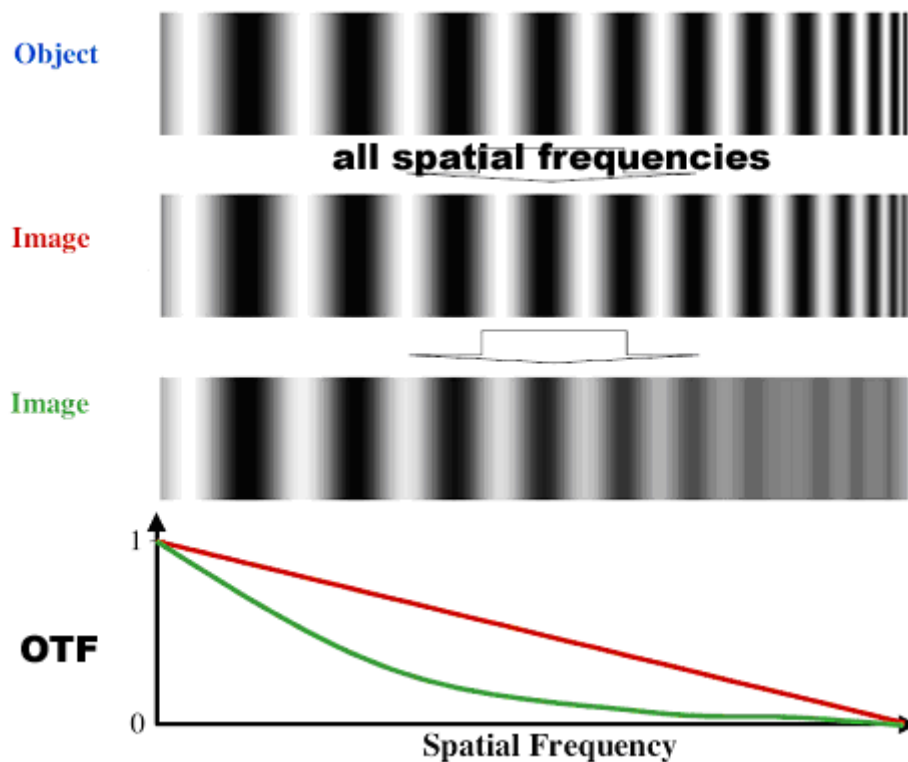 Object
all spatial frequencies
Image
Image
1
OTF
0
Spatial Frequency